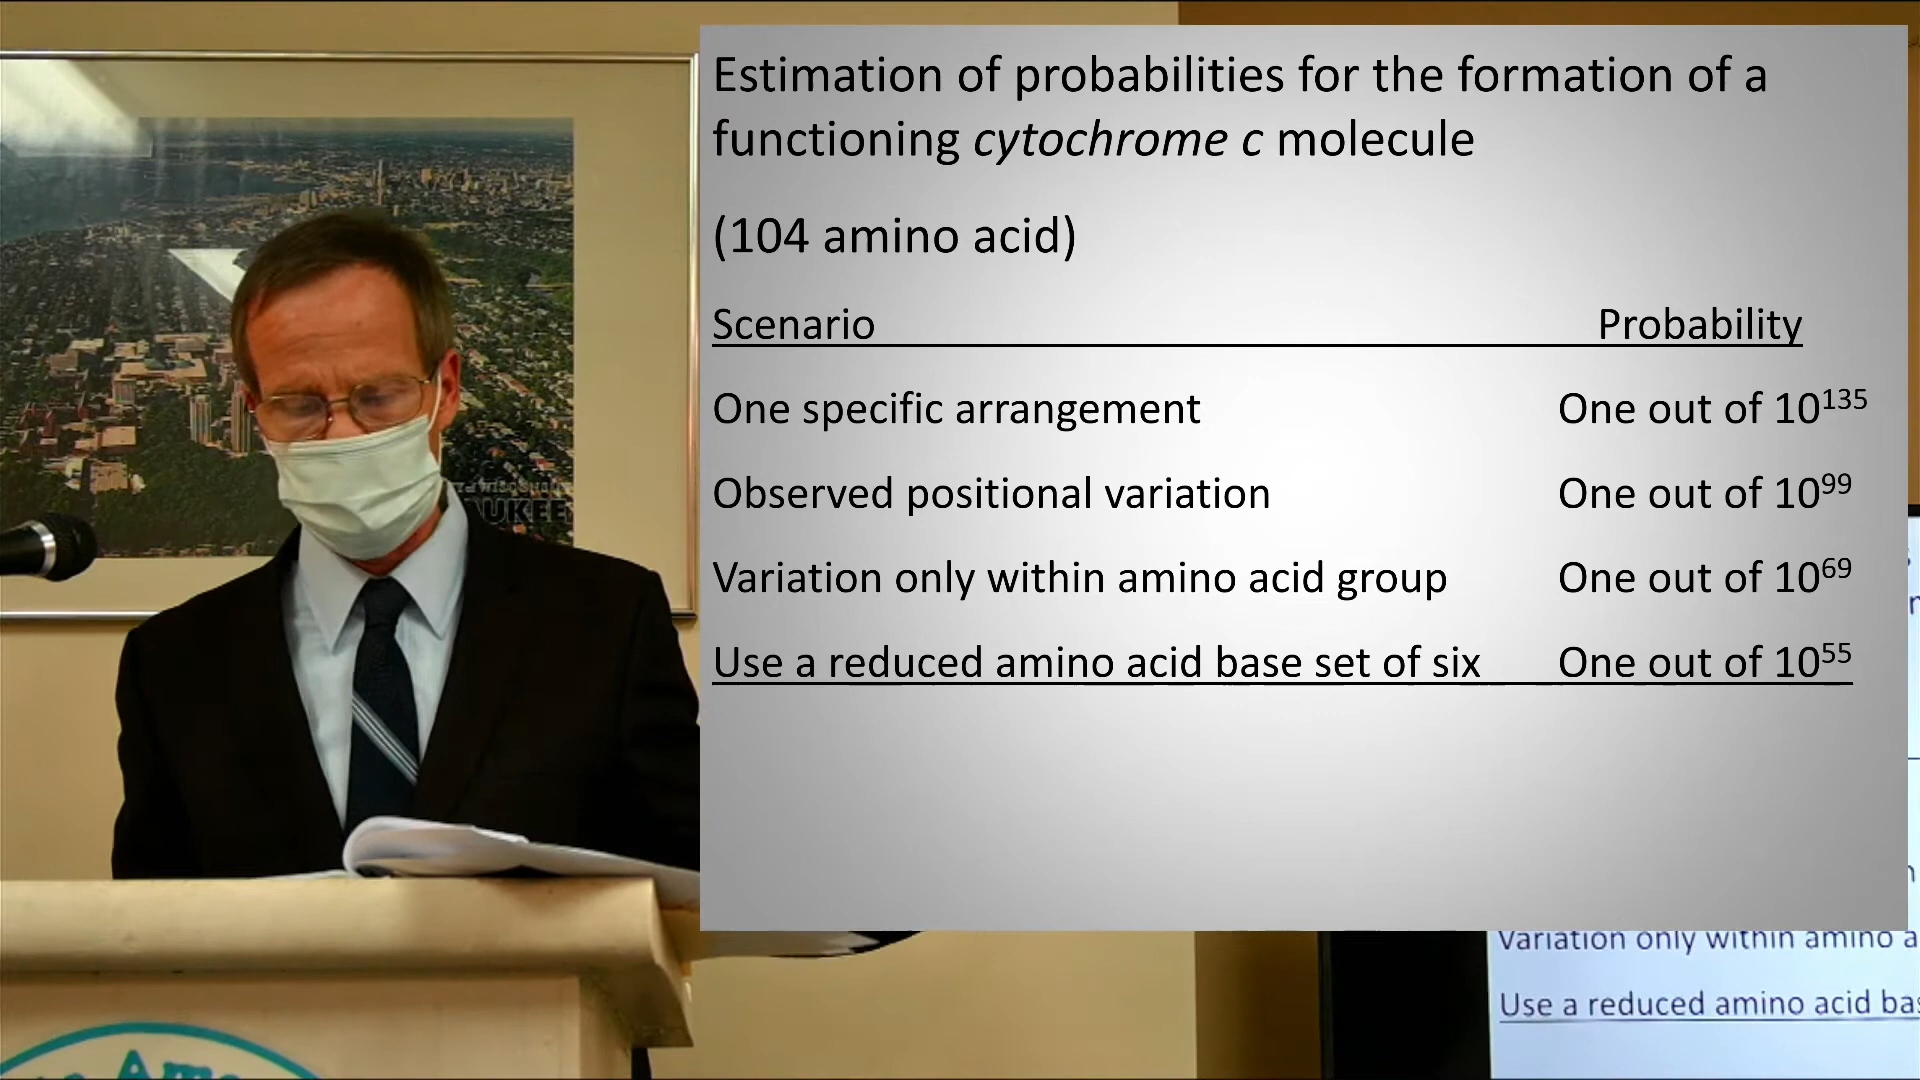 Estimation of probabilities for the formation of a
functioning cytochrome c molecule
(104 amino acid)
Scenario Probability
One specific arrangement One out of 10¹³⁵
Observed positional variation One out of 10⁹⁹
Variation only within amino acid group One out of 10⁶⁹
Use a reduced amino acid base set of six One out of 10⁵⁵
UKEE
Variation only within amino a
Use a reduced amino acid bas
Ame